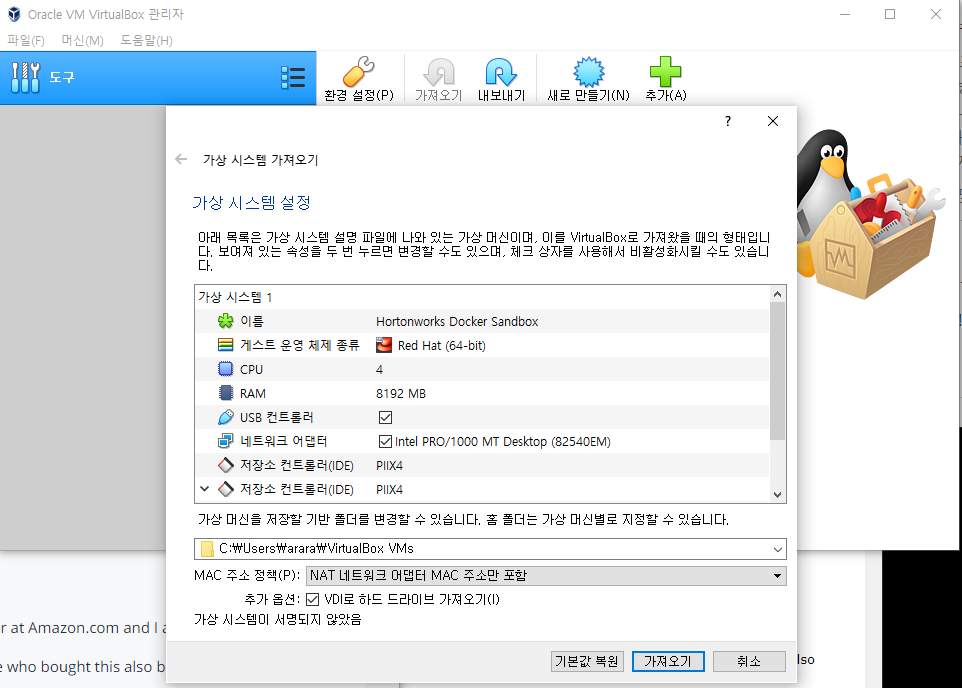 Oracle VM VirtualBox 관리자
파일(F) 머신(M) 도움말(H)
도구
환경 설정(P) 가져오기 내보내기 새로 만들기(N) 추가(A)
?
가상 시스템 가져오기
가상 시스템 설정
아래 목록은 가상 시스템 설명 파일에 나와 있는 가상 머신이며, 이를 VirtualBox로 가져왔을 때의 형태입니
다. 보여져 있는 속성을 두 번 누르면 변경할 수도 있으며, 체크 상자를 사용해서 비활성화시킬 수도 있습니
다.
가상 시스템 1
이름 Hortonworks Docker Sandbox
게스트 운영 체제 종류 Red Hat (64-bit)
CPU 4
RAM 8192 MB
USB 컨트롤러
네트워크 어댑터 Intel PRO/1000 MT Desktop (82540EM)
저장소 컨트롤러(IDE) PIIX4
저장소 컨트롤러(IDE) PIIX4
가상 머신을 저장할 기반 폴더를 변경할 수 있습니다. 홈 폴더는 가상 머신별로 지정할 수 있습니다.
C:₩Users₩arara₩VirtualBox VMs
MAC 주소 정책(P): NAT 네트워크 어댑터 MAC 주소만 포함
추가 옵션: VDI로 하드 드라이브 가져오기(I)
가상 시스템이 서명되지 않았음
기본값 복원 가져오기 취소
r at Amazon.com and I a
e who bought this also b
lso